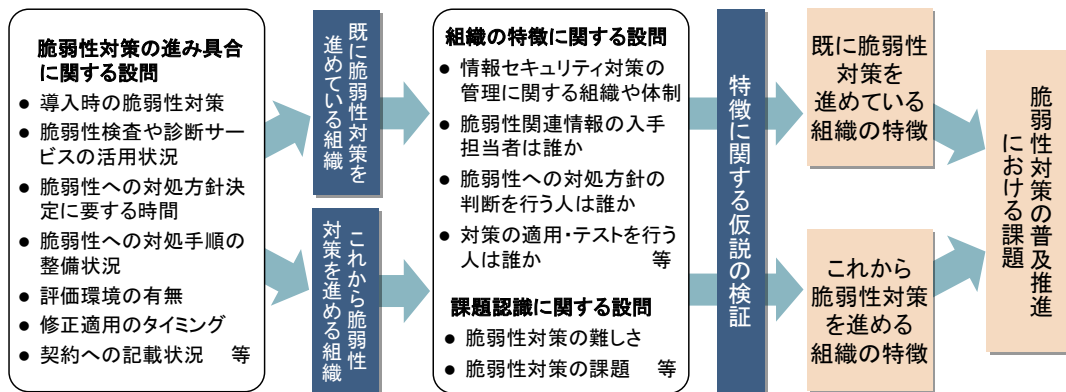 脆弱性対策の進み具合
に関する設問
● 導入時の脆弱性対策
● 脆弱性検査や診断サー
ビスの活用状況
● 脆弱性への対処方針決
定に要する時間
● 脆弱性への対処手順の
整備状況
● 評価環境の有無
● 修正適用のタイミング
● 契約への記載状況　等
既に脆弱性対策を
進めている組織
これから脆弱性
対策を進める組織
組織の特徴に関する設問
● 情報セキュリティ対策の
管理に関する組織や体制
● 脆弱性関連情報の入手
担当者は誰か
● 脆弱性への対処方針の
判断を行う人は誰か
● 対策の適用・テストを行う
人は誰か　等
課題認識に関する設問
● 脆弱性対策の難しさ
● 脆弱性対策の課題　等
特徴に関する仮説の検証
既に脆弱性
対策を
進めている
組織の特徴
これから
脆弱性対策
を進める
組織の特徴
脆弱性対策の普及推進
における課題